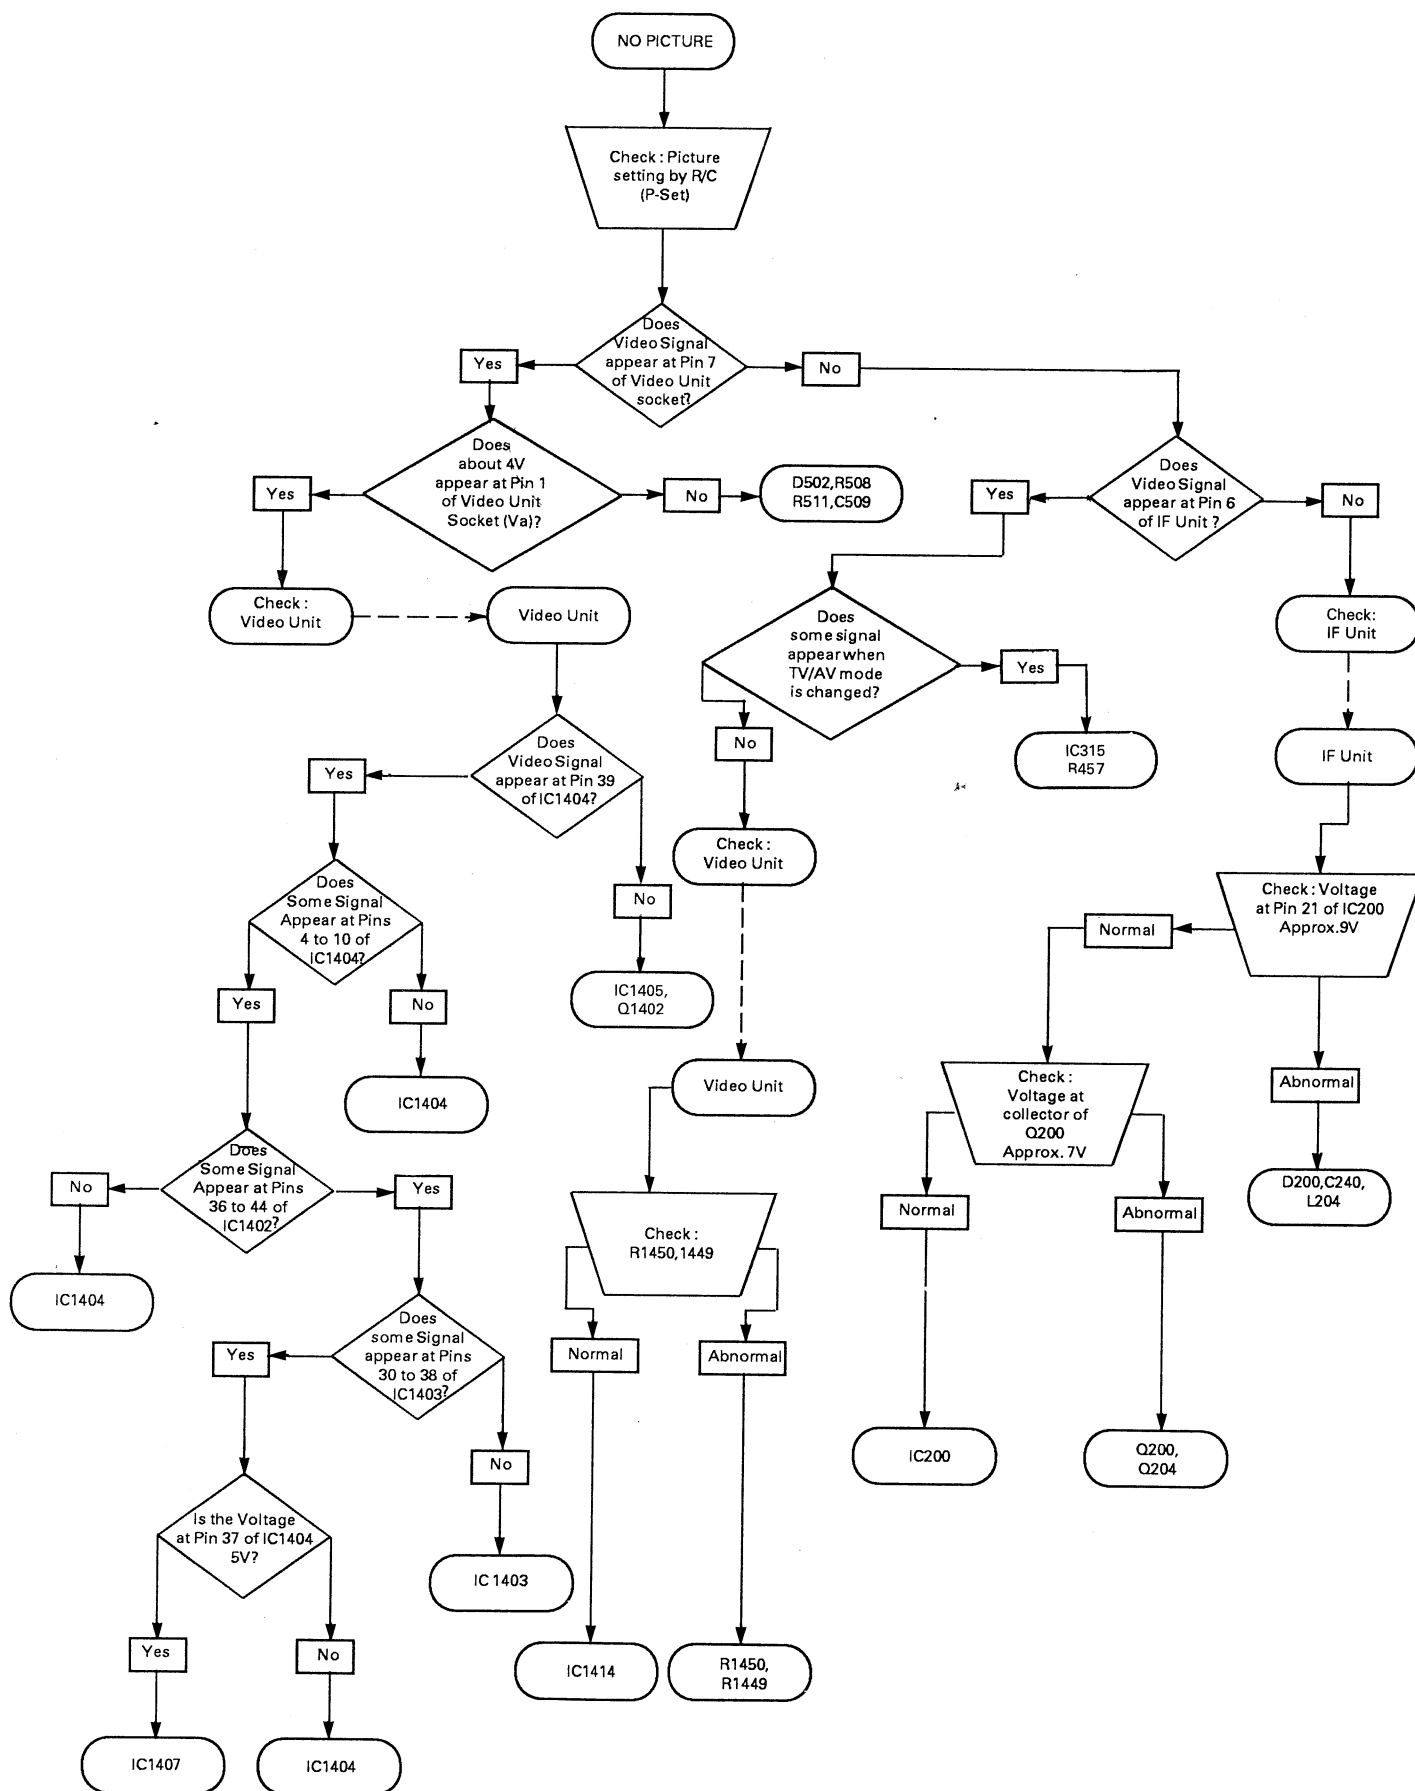 NO PICTURE
Check : Picture
setting by R/C
(P-Set)
Does
Video Signal
appear at Pin 7
of Video Unit
socket?
Yes
No
Does
about 4V
appear at Pin 1
of Video Unit
Socket (Va)?
Yes
No
D502,R508
R511,C509
Does
Video Signal
appear at Pin 6
of IF Unit ?
Yes
No
Check :
Video Unit
Video Unit
Does
some signal
appear when
TV/AV mode
is changed?
Yes
No
IC315
R457
Check:
IF Unit
IF Unit
Does
Video Signal
appear at Pin 39
of IC1404?
Yes
No
IC1405,
Q1402
Check :
Video Unit
Video Unit
Check : Voltage
at Pin 21 of IC200
Approx.9V
Normal
Abnormal
D200,C240,
L204
Does
Some Signal
Appear at Pins
4 to 10 of
IC1404?
Yes
No
IC1404
Check :
Voltage at
collector of
Q200
Approx. 7V
Normal
Abnormal
IC200
Q200,
Q204
Does
Some Signal
Appear at Pins
36 to 44 of
IC1402?
No
Yes
IC1404
Check :
R1450,1449
Normal
Abnormal
IC1414
R1450,
R1449
Does
some Signal
appear at Pins
30 to 38 of
IC1403?
Yes
No
IC 1403
Is the Voltage
at Pin 37 of IC1404
5V?
Yes
No
IC1407
IC1404